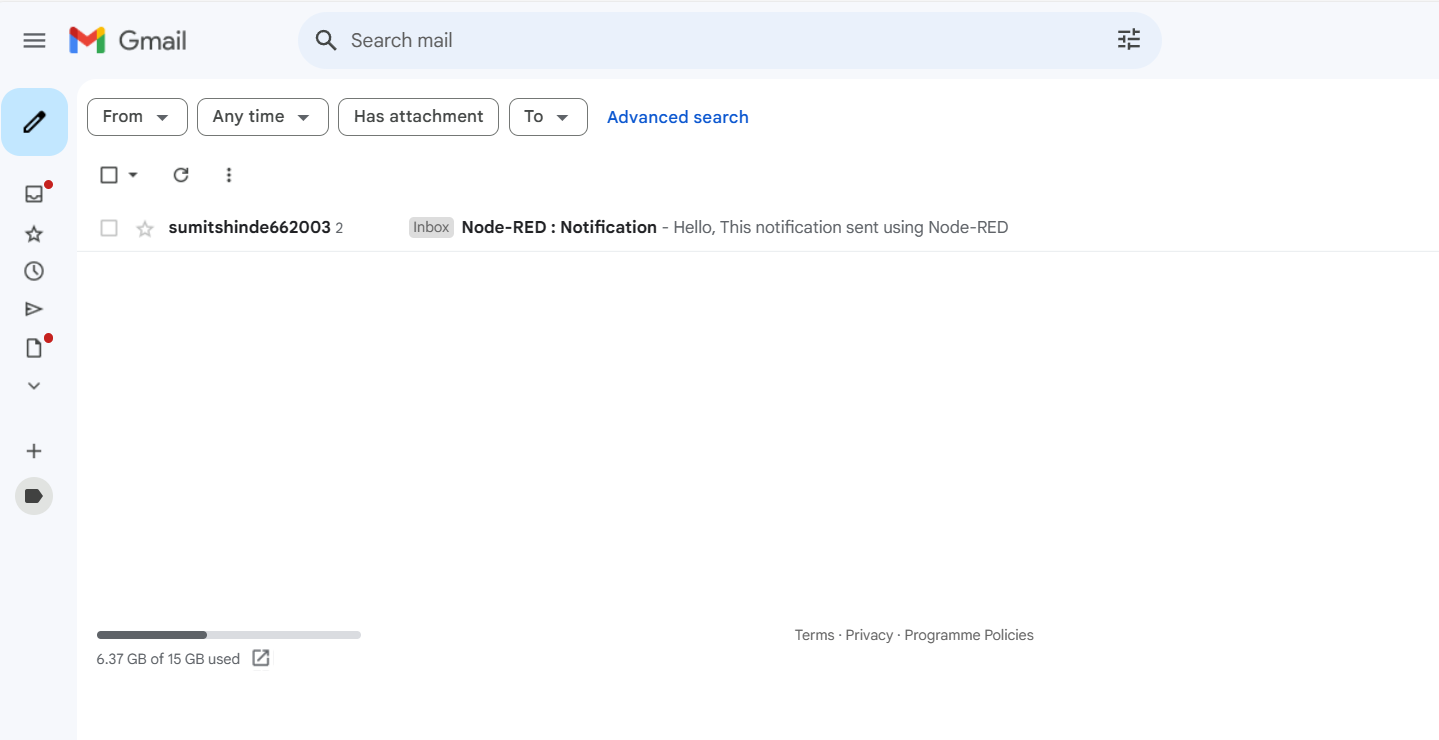 Gmail
Search mail
From Any time Has attachment To Advanced search
sumitshinde662003 2 Inbox Node-RED : Notification - Hello, This notification sent using Node-RED
Terms · Privacy · Programme Policies
6.37 GB of 15 GB used